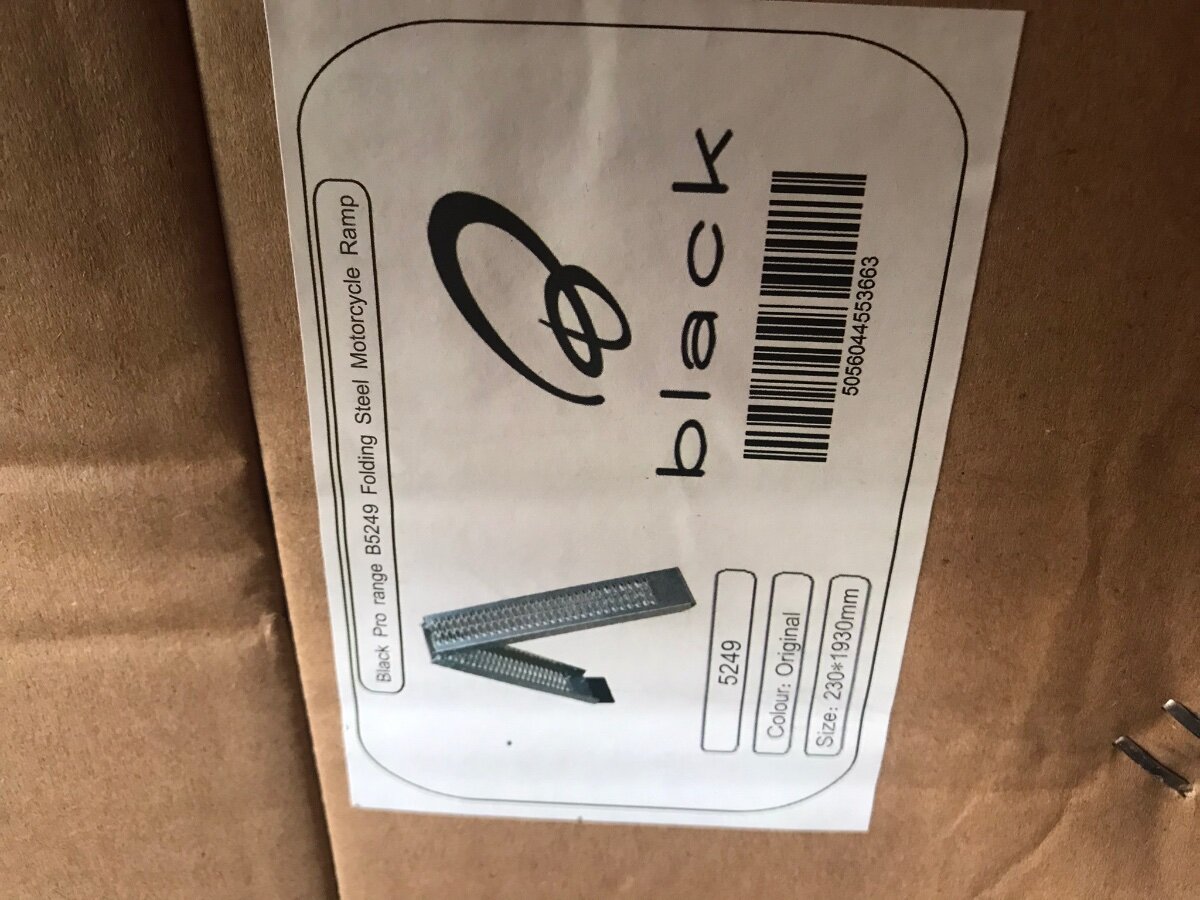 Black Pro range B5249 Folding Steel Motorcycle Ramp
black
5249
Colour: Original
Size: 230*1930mm
5056044553663